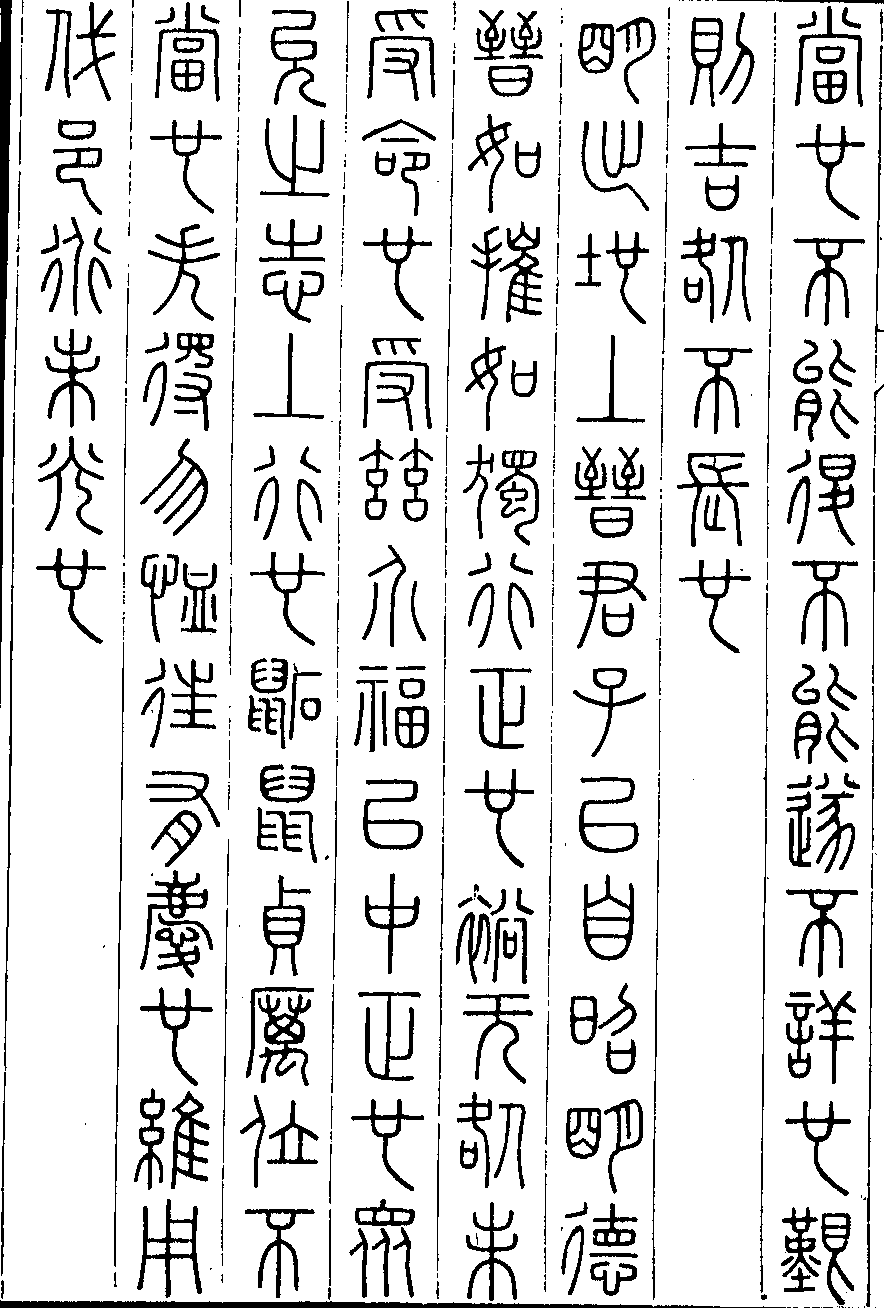 當也不能退不能遂不詳也艱
則吉咎不長也
明出地上晉君子以自昭明德
晉如摧如獨行正也裕无咎未
受命也受茲介福以中正也眾
允之志上行也鼫鼠貞厲位不
當也失得勿恤往有慶也維用
伐邑道未光也